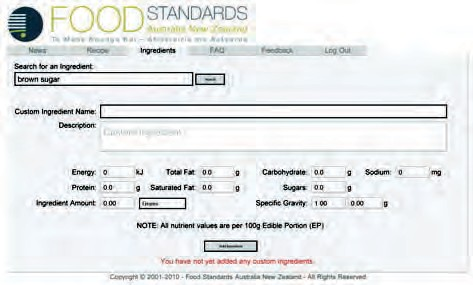 FOOD STANDARDS
Australia New Zealand
Te Mana Kounga Kai – Ahitereiria me Aotearoa
News Recipe Ingredients FAQ Feedback Log Out
Search for an Ingredient:
brown sugar Search
Custom Ingredient Name:
Description: Custom Ingredient
Energy: 0 kJ Total Fat: 0.0 g Carbohydrate: 0.0 g Sodium: 0 mg
Protein: 0.0 g Saturated Fat: 0.0 g Sugars: 0.0 g
Ingredient Amount: 0.00 Grams Specific Gravity: 1.00 0.00 g
NOTE: All nutrient values are per 100g Edible Portion (EP)
Add Ingredient
You have not yet added any custom ingredients.
Copyright © 2001-2010 - Food Standards Australia New Zealand - All Rights Reserved